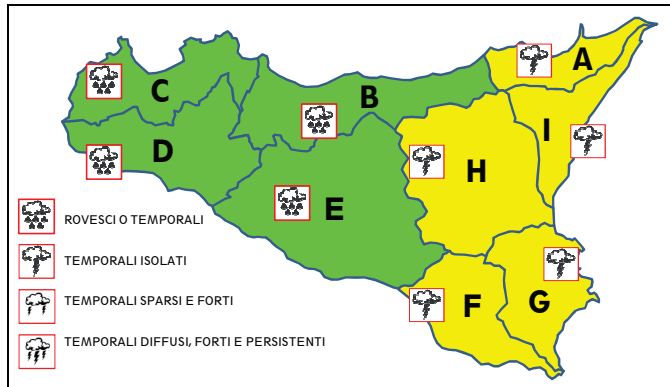 A
C
B
I
D
H
E
ROVESCI O TEMPORALI
TEMPORALI ISOLATI
F
G
TEMPORALI SPARSI E FORTI
TEMPORALI DIFFUSI, FORTI E PERSISTENTI